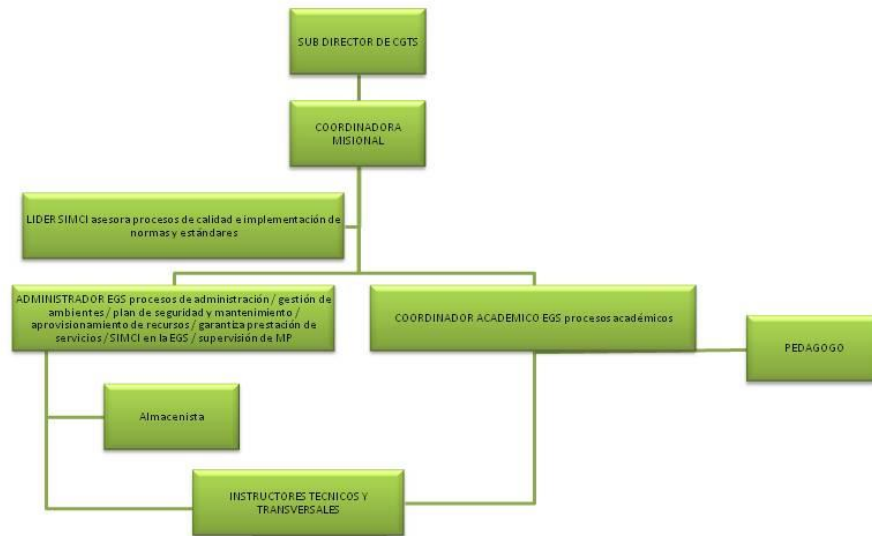 SUB DIRECTOR DE CGTS
COORDINADORA
MISIONAL
LIDER SIMCI asesora procesos de calidad e implementación de
normas y estándares
ADMINISTRADOR EGS procesos de administración / gestión de
ambientes / plan de seguridad y mantenimiento /
aprovisionamiento de recursos / garantiza prestación de
servicios / SIMCI en la EGS / supervisión de MP
COORDINADOR ACADEMICO EGS procesos académicos
PEDAGOGO
Almacenista
INSTRUCTORES TECNICOS Y
TRANSVERSALES